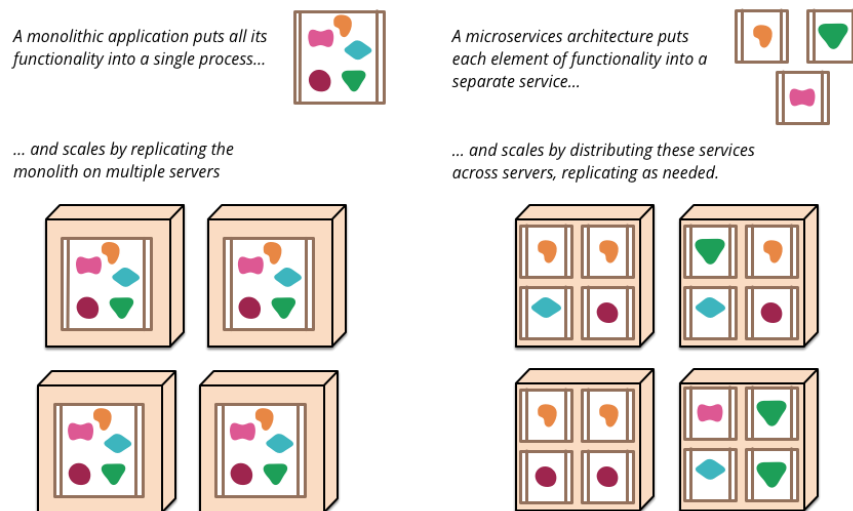 A monolithic application puts all its
functionality into a single process...
... and scales by replicating the
monolith on multiple servers
A microservices architecture puts
each element of functionality into a
separate service...
... and scales by distributing these services
across servers, replicating as needed.